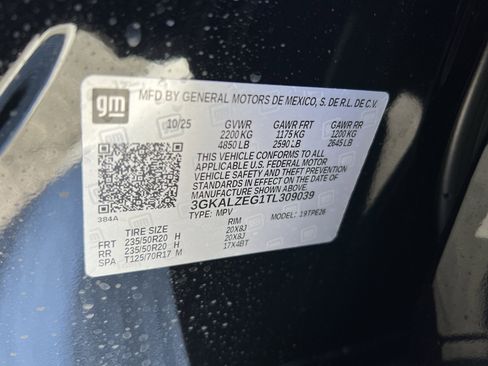 gm
MFD BY GENERAL MOTORS DE MEXICO, S. DE R.L. DE C.V.
10/25 GVWR GAWR FRT GAWR RR
2200 KG 1175 KG 1200 KG
4850 LB 2590 LB 2645 LB
THIS VEHICLE CONFORMS TO ALL
APPLICABLE U.S. FEDERAL MOTOR
VEHICLE SAFETY AND THEFT
PREVENTION STANDARDS IN
EFFECT ON THE DATE OF
MANUFACTURE SHOWN ABOVE.
3GKALZEG1TL309039
TYPE: MPV MODEL: 19TPE26
384A
TIRE SIZE RIM
FRT 235/50R20 H 20X8J
RR 235/50R20 H 20X8J
SPA T125/70R17 M 17X4BT